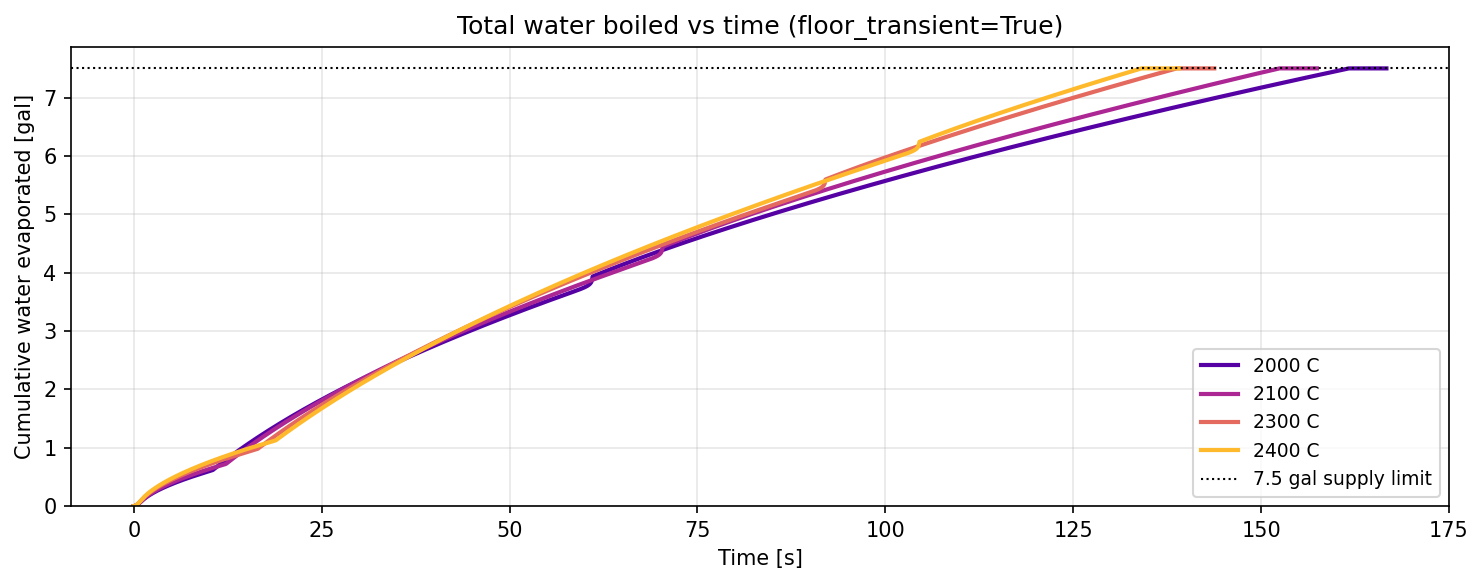 Total water boiled vs time (floor_transient=True)
Cumulative water evaporated [gal]
7
6
5
4
3
2
1
0
0 25 50 75 100 125 150 175
Time [s]
2000 C
2100 C
2300 C
2400 C
7.5 gal supply limit